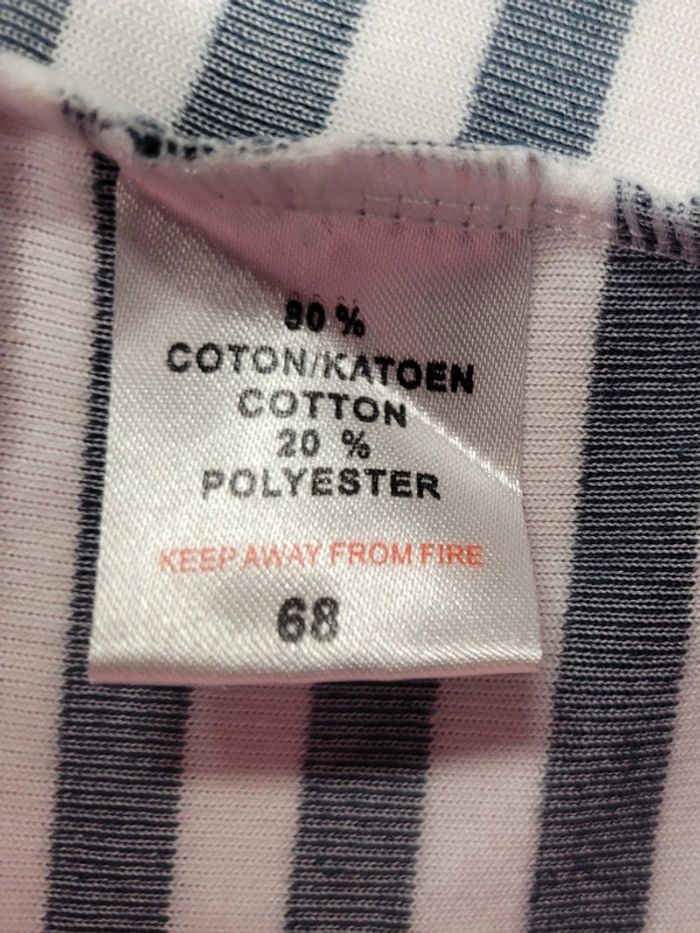 80 %
COTON/KATOEN
COTTON
20 %
POLYESTER
KEEP AWAY FROM FIRE
68